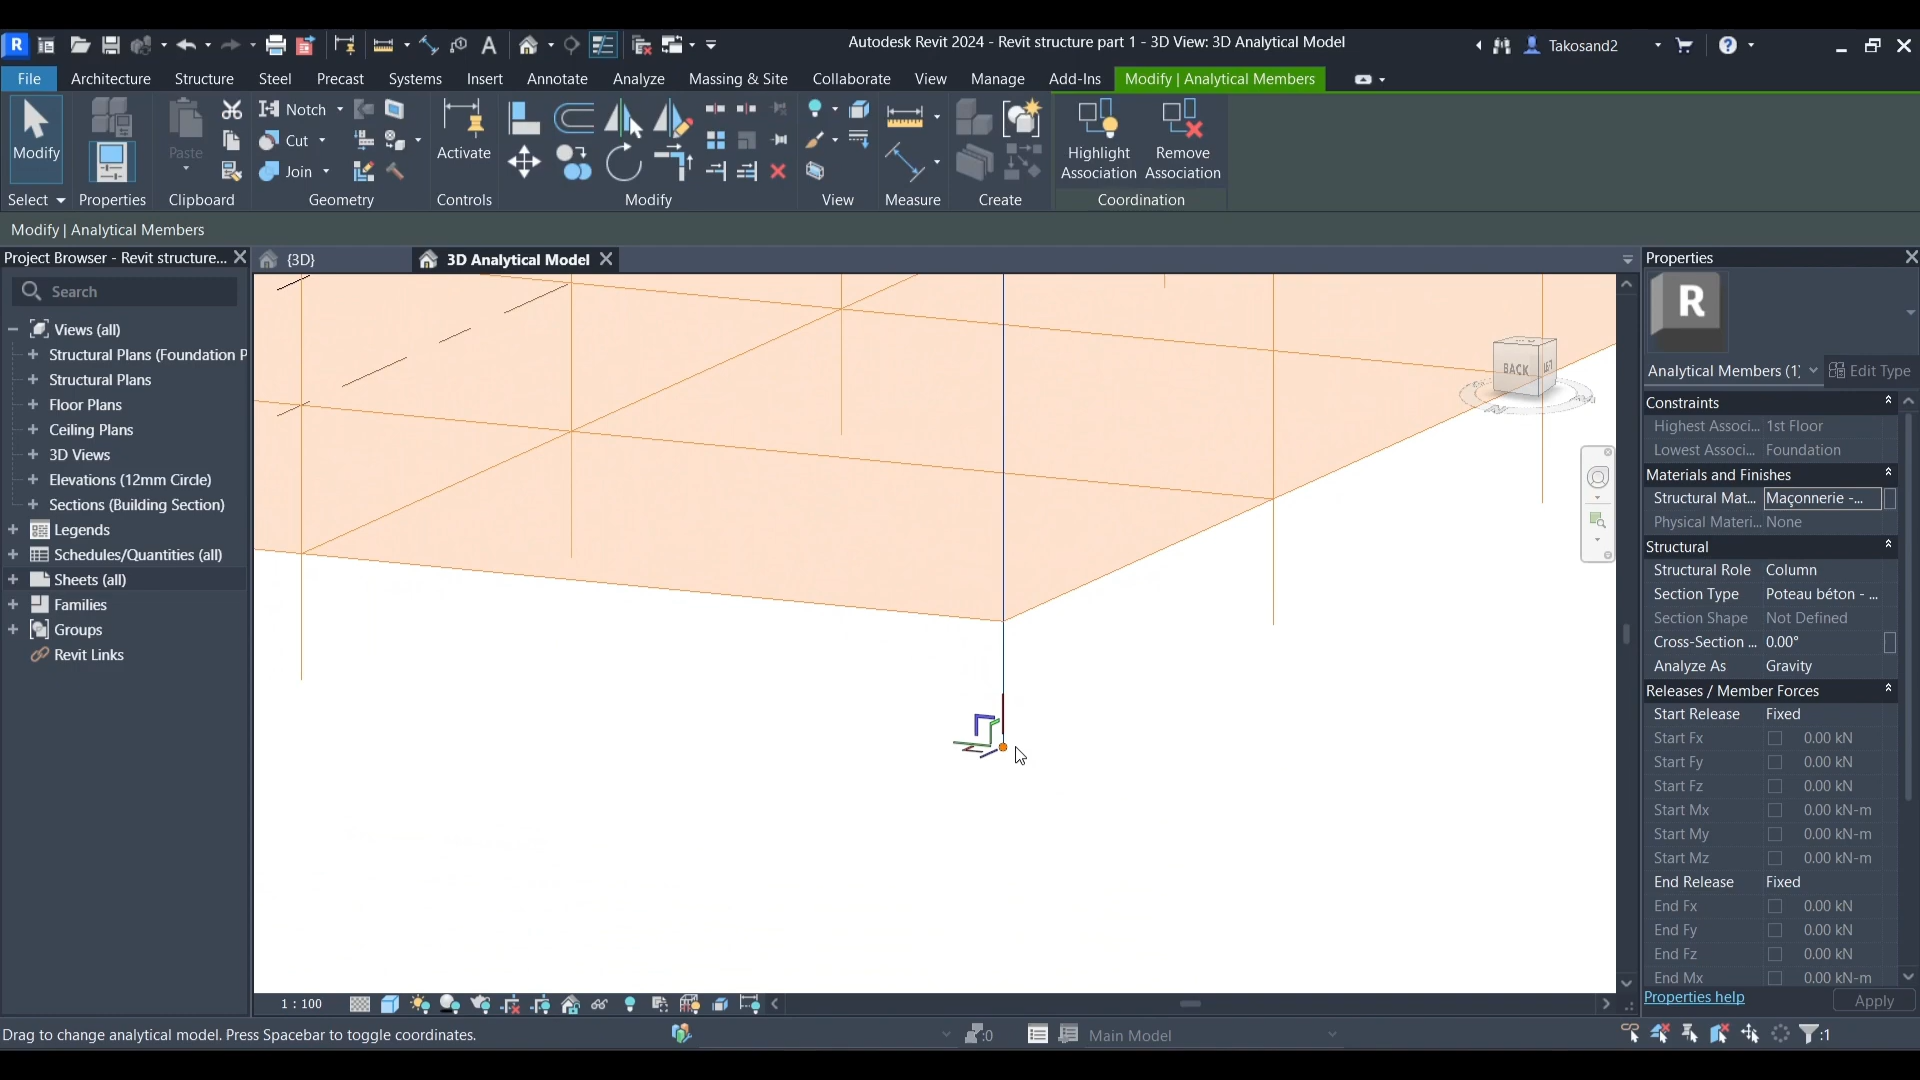 R
Autodesk Revit 2024 - Revit structure part 1 - 3D View: 3D Analytical Model
Takosand2
File Architecture Structure Steel Precast Systems Insert Annotate Analyze Massing & Site Collaborate View Manage Add-Ins Modify | Analytical Members
Modify
Paste
Notch
Cut
Join
Activate
Highlight Association
Remove Association
Select Properties Clipboard Geometry Controls Modify View Measure Create Coordination
Modify | Analytical Members
Project Browser - Revit structure...
{3D}
3D Analytical Model
Properties
Search
Views (all)
Structural Plans (Foundation P
Structural Plans
Floor Plans
Ceiling Plans
3D Views
Elevations (12mm Circle)
Sections (Building Section)
Legends
Schedules/Quantities (all)
Sheets (all)
Families
Groups
Revit Links
BACK
LEFT
R
Analytical Members (1)
Edit Type
Constraints
Highest Associ... 1st Floor
Lowest Associ... Foundation
Materials and Finishes
Structural Mat... Maçonnerie -...
Physical Materi... None
Structural
Structural Role Column
Section Type Poteau béton - ...
Section Shape Not Defined
Cross-Section ... 0.00°
Analyze As Gravity
Releases / Member Forces
Start Release Fixed
Start Fx 0.00 kN
Start Fy 0.00 kN
Start Fz 0.00 kN
Start Mx 0.00 kN-m
Start My 0.00 kN-m
Start Mz 0.00 kN-m
End Release Fixed
End Fx 0.00 kN
End Fy 0.00 kN
End Fz 0.00 kN
End Mx 0.00 kN-m
Properties help
Apply
1 : 100
Drag to change analytical model. Press Spacebar to toggle coordinates.
:0
Main Model
:1